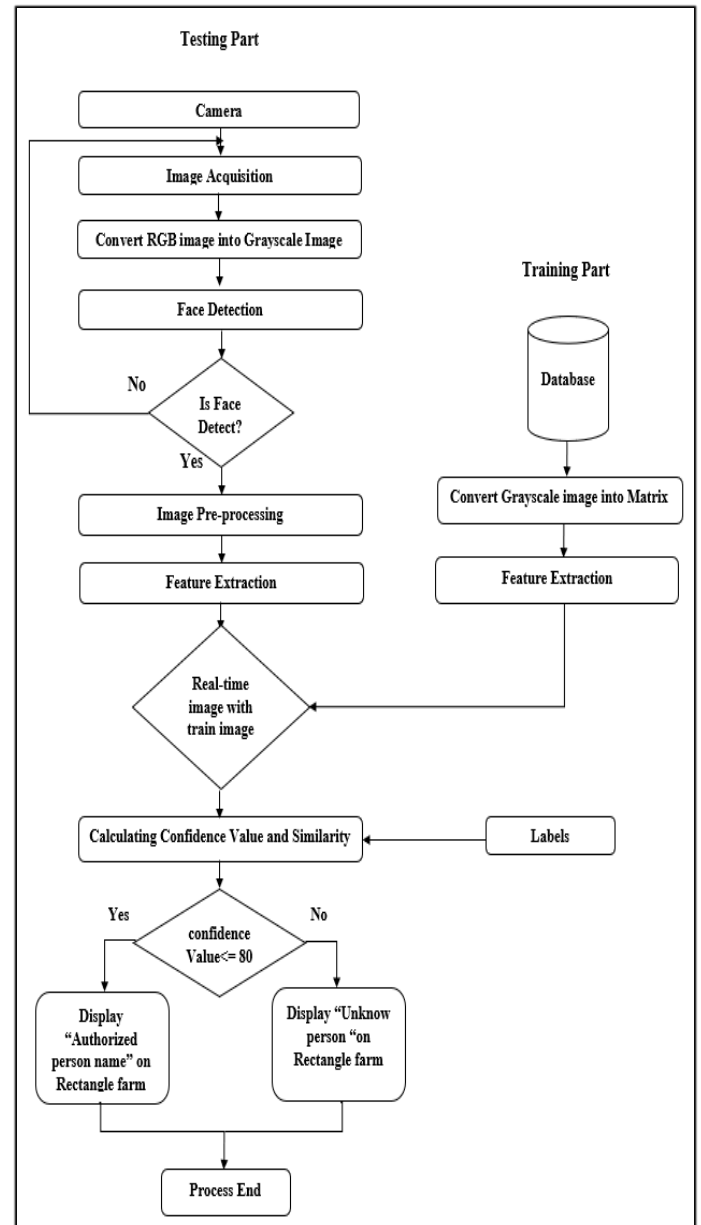 Testing Part
Camera
Image Acquisition
Convert RGB image into Grayscale Image
Face Detection
No
Is Face
Detect?
Yes
Image Pre-processing
Feature Extraction
Training Part
Database
Convert Grayscale image into Matrix
Feature Extraction
Real-time
image with
train image
Calculating Confidence Value and Similarity
Labels
Yes
No
confidence
Value<= 80
Display
“Authorized
person name” on
Rectangle farm
Display “Unknow
person “on
Rectangle farm
Process End